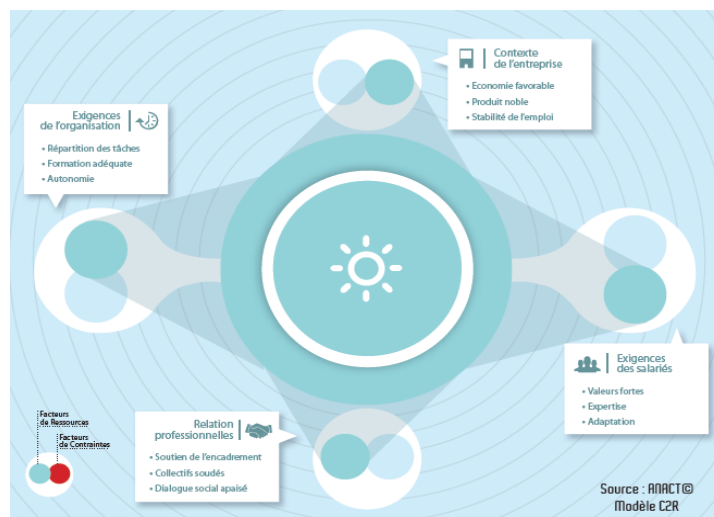 Contexte
de l'entreprise
• Economie favorable
• Produit noble
• Stabilité de l'emploi
Exigences
de l'organisation
• Répartition des tâches
• Formation adéquate
• Autonomie
Exigences
des salariés
• Valeurs fortes
• Expertise
• Adaptation
Relation
professionnelles
• Soutien de l'encadrement
• Collectifs soudés
• Dialogue social apaisé
Facteurs
de Ressources
Facteurs
de Contraintes
Source : ANACT©
Modèle C2R